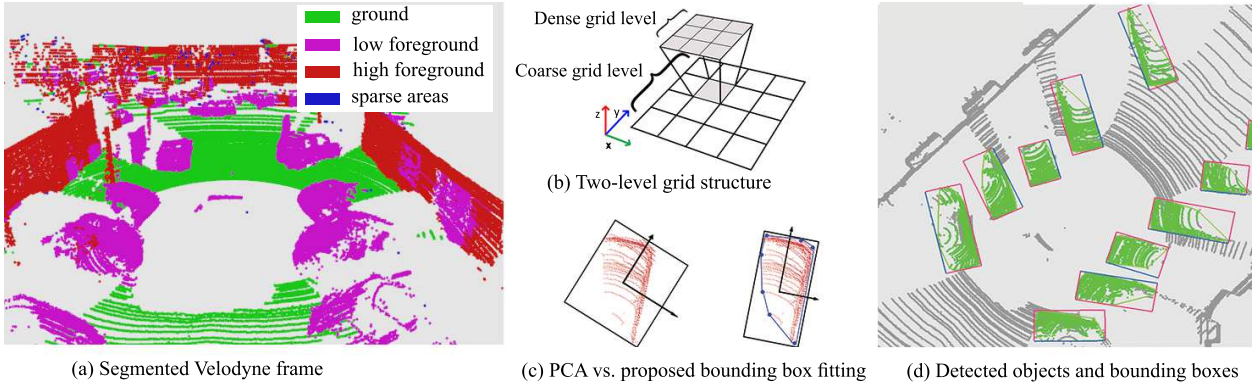 ground
low foreground
high foreground
sparse areas
(a) Segmented Velodyne frame
Dense grid level
Coarse grid level
z
y
x
(b) Two-level grid structure
(c) PCA vs. proposed bounding box fitting
(d) Detected objects and bounding boxes